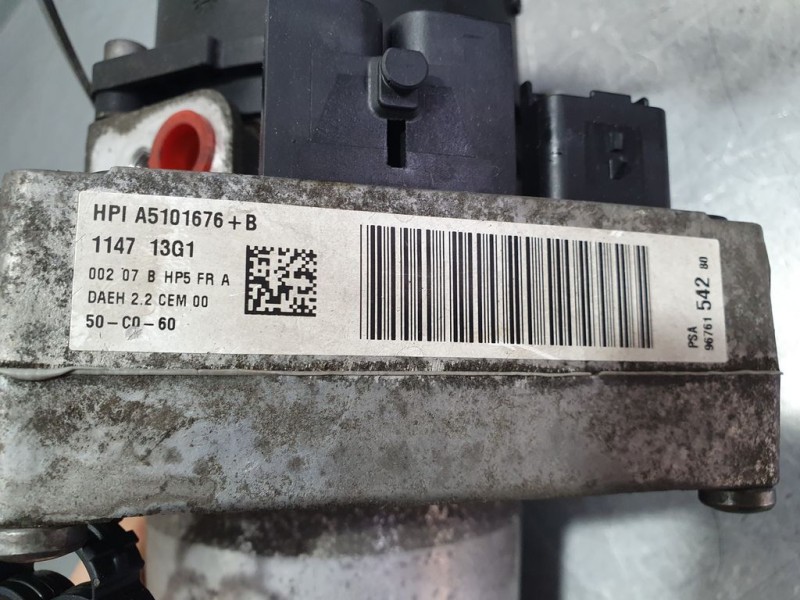 HPI A5101676+B
1147 13G1
002 07 B HP5 FR A
DAEH 2.2 CEM 00
50-C0-60
PSA
96761 542 80